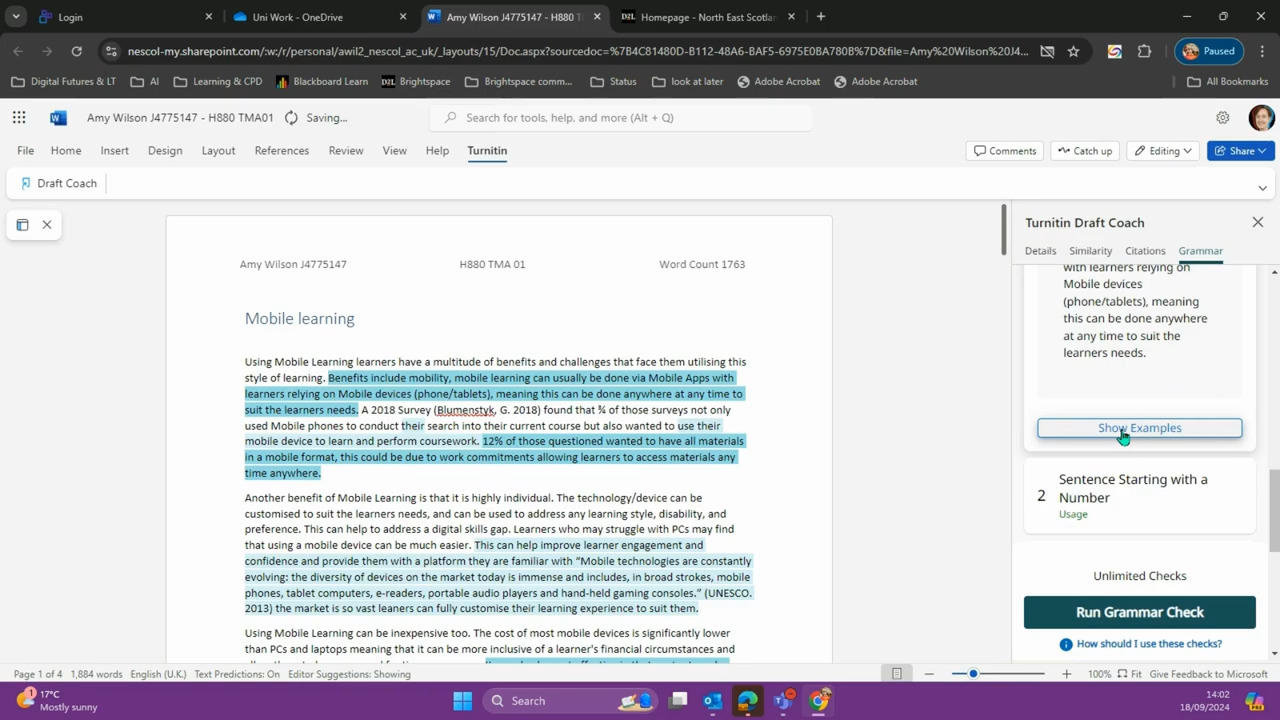 Login
Uni Work - OneDrive
Amy Wilson J4775147 - H880 T
D2L Homepage - North East Scotlan
nescol-my.sharepoint.com/:w:/r/personal/awil2_nescol_ac_uk/_layouts/15/Doc.aspx?sourcedoc=%7B4C81480D-B112-48A6-BAF5-6975E0BA780B%7D&file=Amy%20Wilson%20J4...
Paused
Digital Futures & LT
AI
Learning & CPD
Blackboard Learn
D2L Brightspace
Brightspace comm...
Status
look at later
Adobe Acrobat
Adobe Acrobat
All Bookmarks
Amy Wilson J4775147 - H880 TMA01
Saving...
Search for tools, help, and more (Alt + Q)
File Home Insert Design Layout References Review View Help Turnitin
Comments Catch up Editing Share
Draft Coach
Amy Wilson J4775147 H880 TMA 01 Word Count 1763
Mobile learning
Using Mobile Learning learners have a multitude of benefits and challenges that face them utilising this
style of learning. Benefits include mobility, mobile learning can usually be done via Mobile Apps with
learners relying on Mobile devices (phone/tablets), meaning this can be done anywhere at any time to
suit the learners needs. A 2018 Survey (Blumenstyk, G. 2018) found that ¾ of those surveys not only
used Mobile phones to conduct their search into their current course but also wanted to use their
mobile device to learn and perform coursework. 12% of those questioned wanted to have all materials
in a mobile format, this could be due to work commitments allowing learners to access materials any
time anywhere.
Another benefit of Mobile Learning is that it is highly individual. The technology/device can be
customised to suit the learners needs, and can be used to address any learning style, disability, and
preference. This can help to address a digital skills gap. Learners who may struggle with PCs may find
that using a mobile device can be much easier. This can help improve learner engagement and
confidence and provide them with a platform they are familiar with “Mobile technologies are constantly
evolving: the diversity of devices on the market today is immense and includes, in broad strokes, mobile
phones, tablet computers, e-readers, portable audio players and hand-held gaming consoles.” (UNESCO.
2013) the market is so vast leaners can fully customise their learning experience to suit them.
Using Mobile Learning can be inexpensive too. The cost of most mobile devices is significantly lower
than PCs and laptops meaning that it can be more inclusive of a learner's financial circumstances and
Turnitin Draft Coach
Details Similarity Citations Grammar
with learners relying on
Mobile devices
(phone/tablets), meaning
this can be done anywhere
at any time to suit the
learners needs.
Show Examples
2
Sentence Starting with a
Number
Usage
Unlimited Checks
Run Grammar Check
How should I use these checks?
Page 1 of 4 1,884 words English (U.K.) Text Predictions: On Editor Suggestions: Showing
100% Fit Give Feedback to Microsoft
17°C
Mostly sunny
Search
14:02
18/09/2024